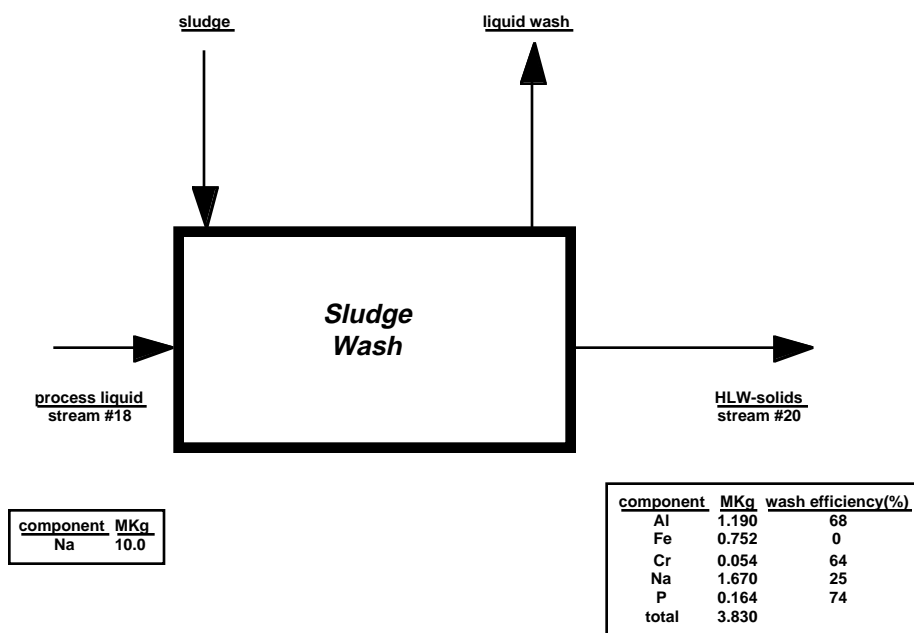 sludge
liquid wash
Sludge
Wash
process liquid
stream #18
HLW-solids
stream #20
component MKg
Na 10.0
component MKg wash efficiency(%)
Al 1.190 68
Fe 0.752 0
Cr 0.054 64
Na 1.670 25
P 0.164 74
total 3.830